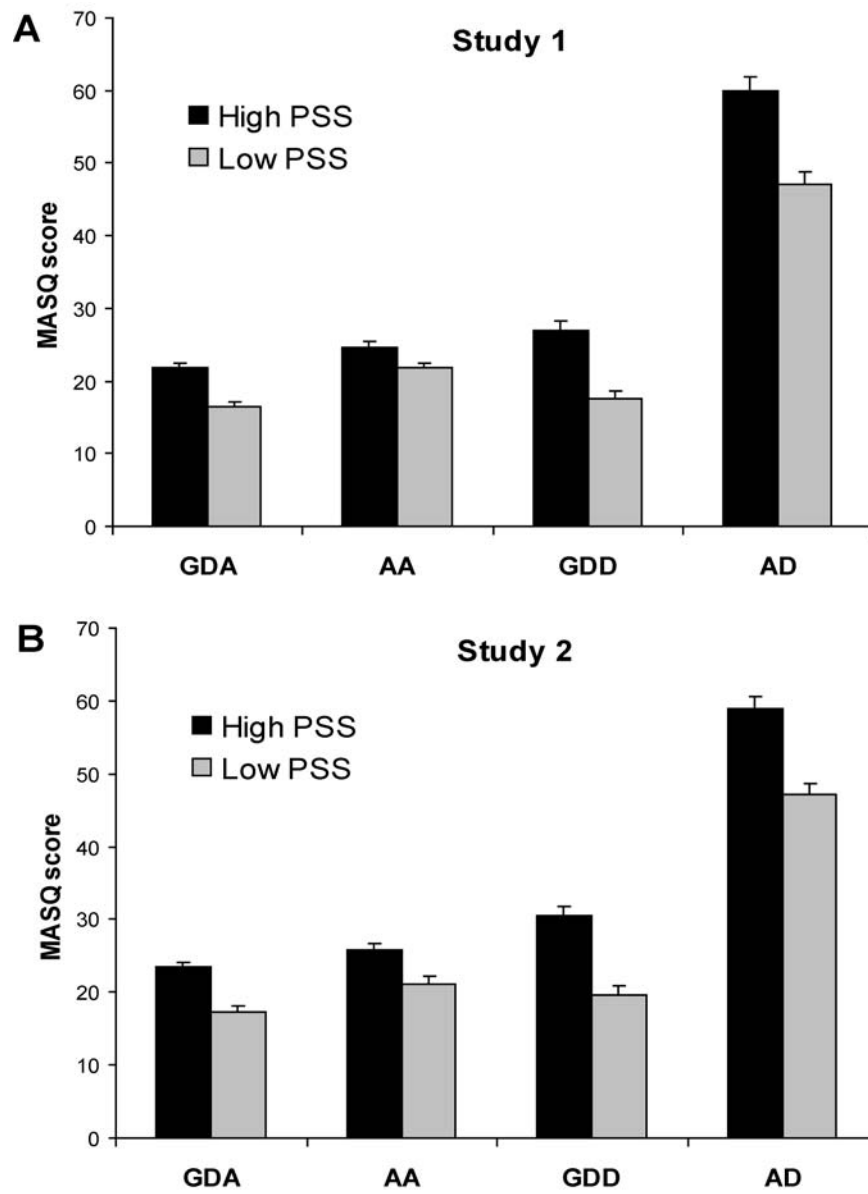 A
Study 1
70
60
50
40
30
20
10
0
MASQ score
High PSS
Low PSS
GDA AA GDD AD
B
Study 2
70
60
50
40
30
20
10
0
MASQ score
High PSS
Low PSS
GDA AA GDD AD